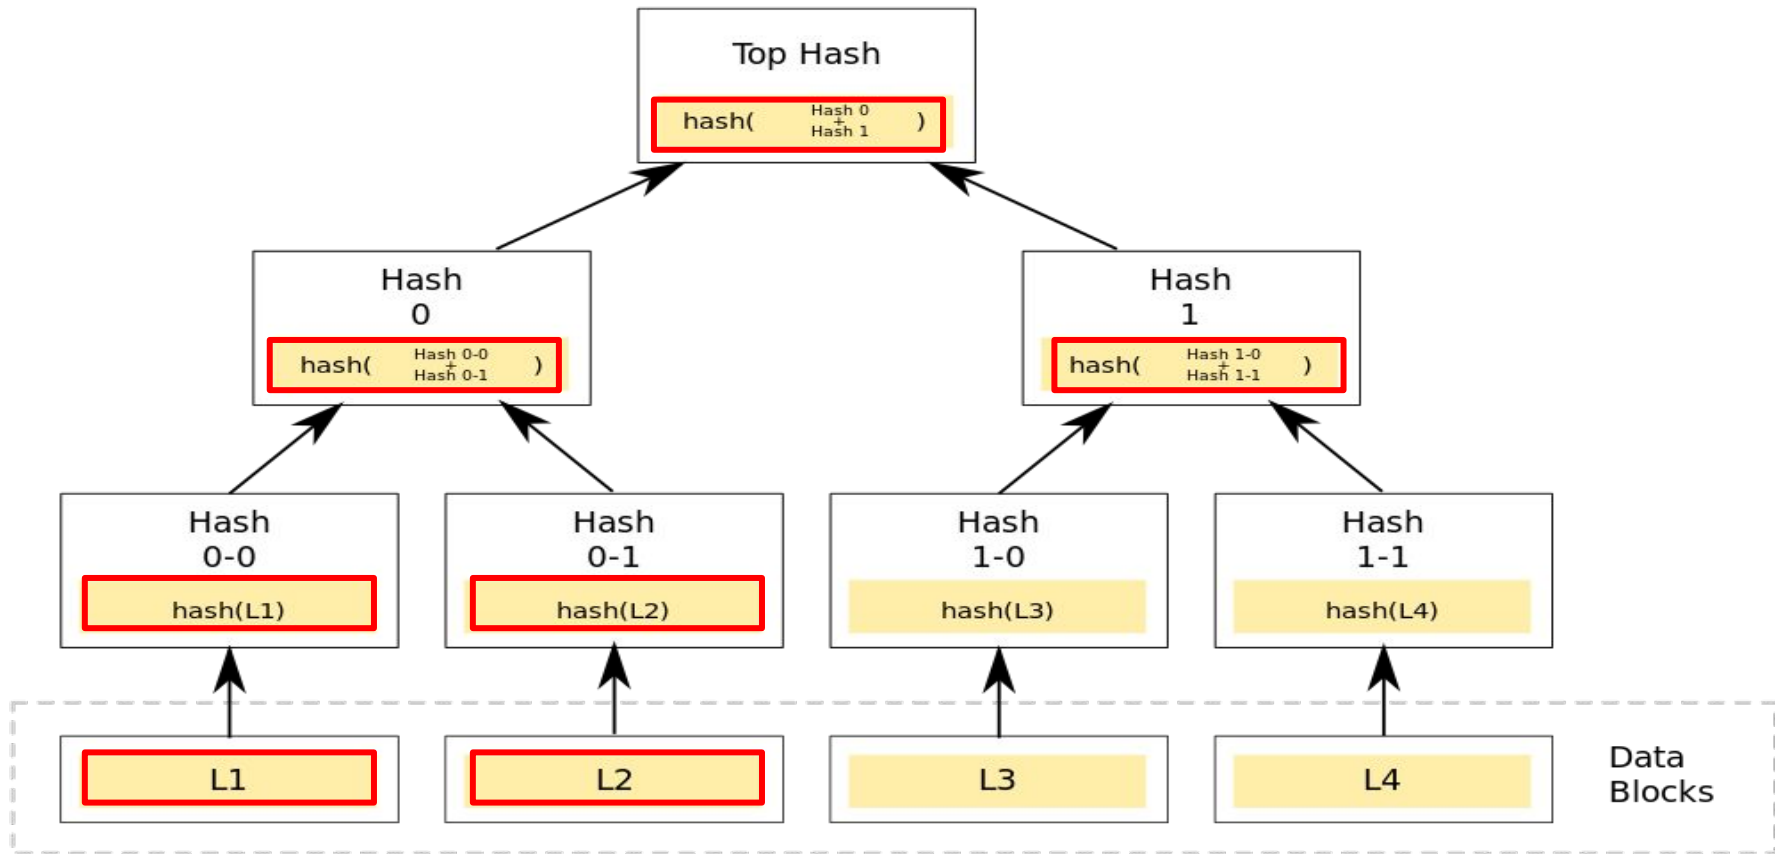 Top Hash
hash( Hash 0 + Hash 1 )
Hash
0
hash( Hash 0-0 + Hash 0-1 )
Hash
1
hash( Hash 1-0 + Hash 1-1 )
Hash
0-0
hash(L1)
Hash
0-1
hash(L2)
Hash
1-0
hash(L3)
Hash
1-1
hash(L4)
L1
L2
L3
L4
Data
Blocks